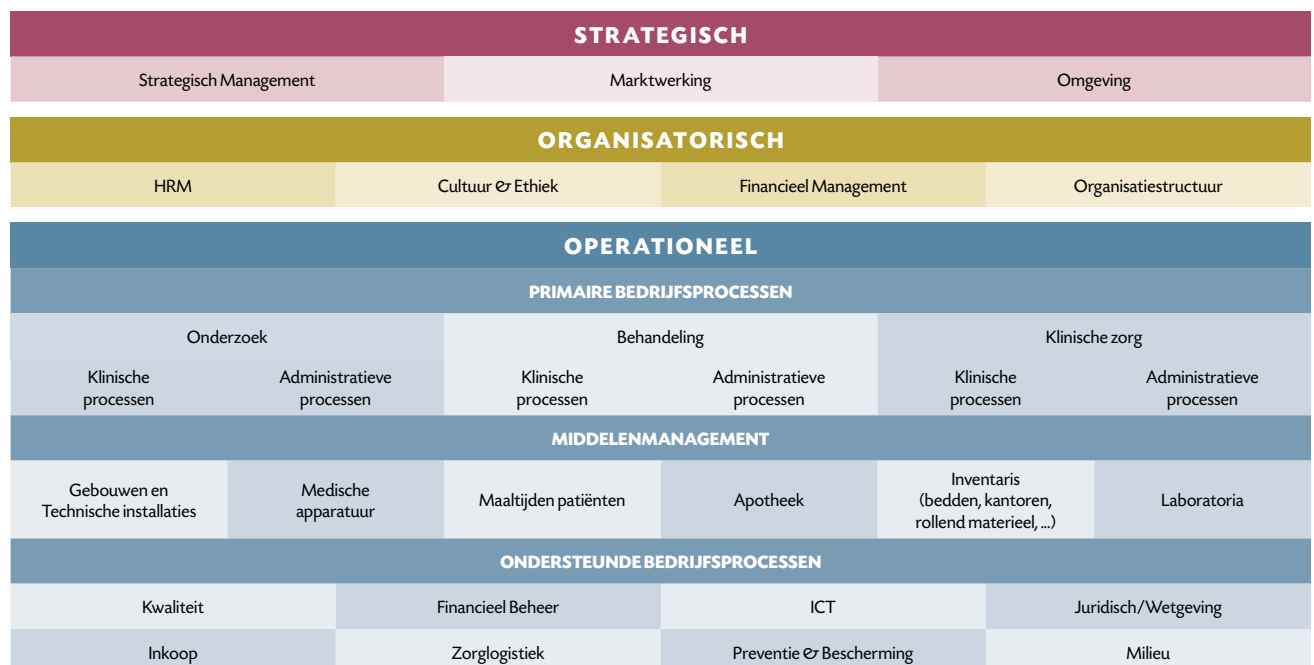 STRATEGISCH
Strategisch Management
Marktwerking
Omgeving
ORGANISATORISCH
HRM
Cultuur & Ethiek
Financieel Management
Organisatiestructuur
OPERATIONEEL
PRIMAIRE BEDRIJFSPROCESSEN
Onderzoek
Behandeling
Klinische zorg
Klinische
processen
Administratieve
processen
Klinische
processen
Administratieve
processen
Klinische
processen
Administratieve
processen
MIDDELENMANAGEMENT
Gebouwen en
Technische installaties
Medische
apparatuur
Maaltijden patiënten
Apotheek
Inventaris
(bedden, kantoren,
rollend materieel, ...)
Laboratoria
ONDERSTEUNDE BEDRIJFSPROCESSEN
Kwaliteit
Financieel Beheer
ICT
Juridisch/Wetgeving
Inkoop
Zorglogistiek
Preventie & Bescherming
Milieu